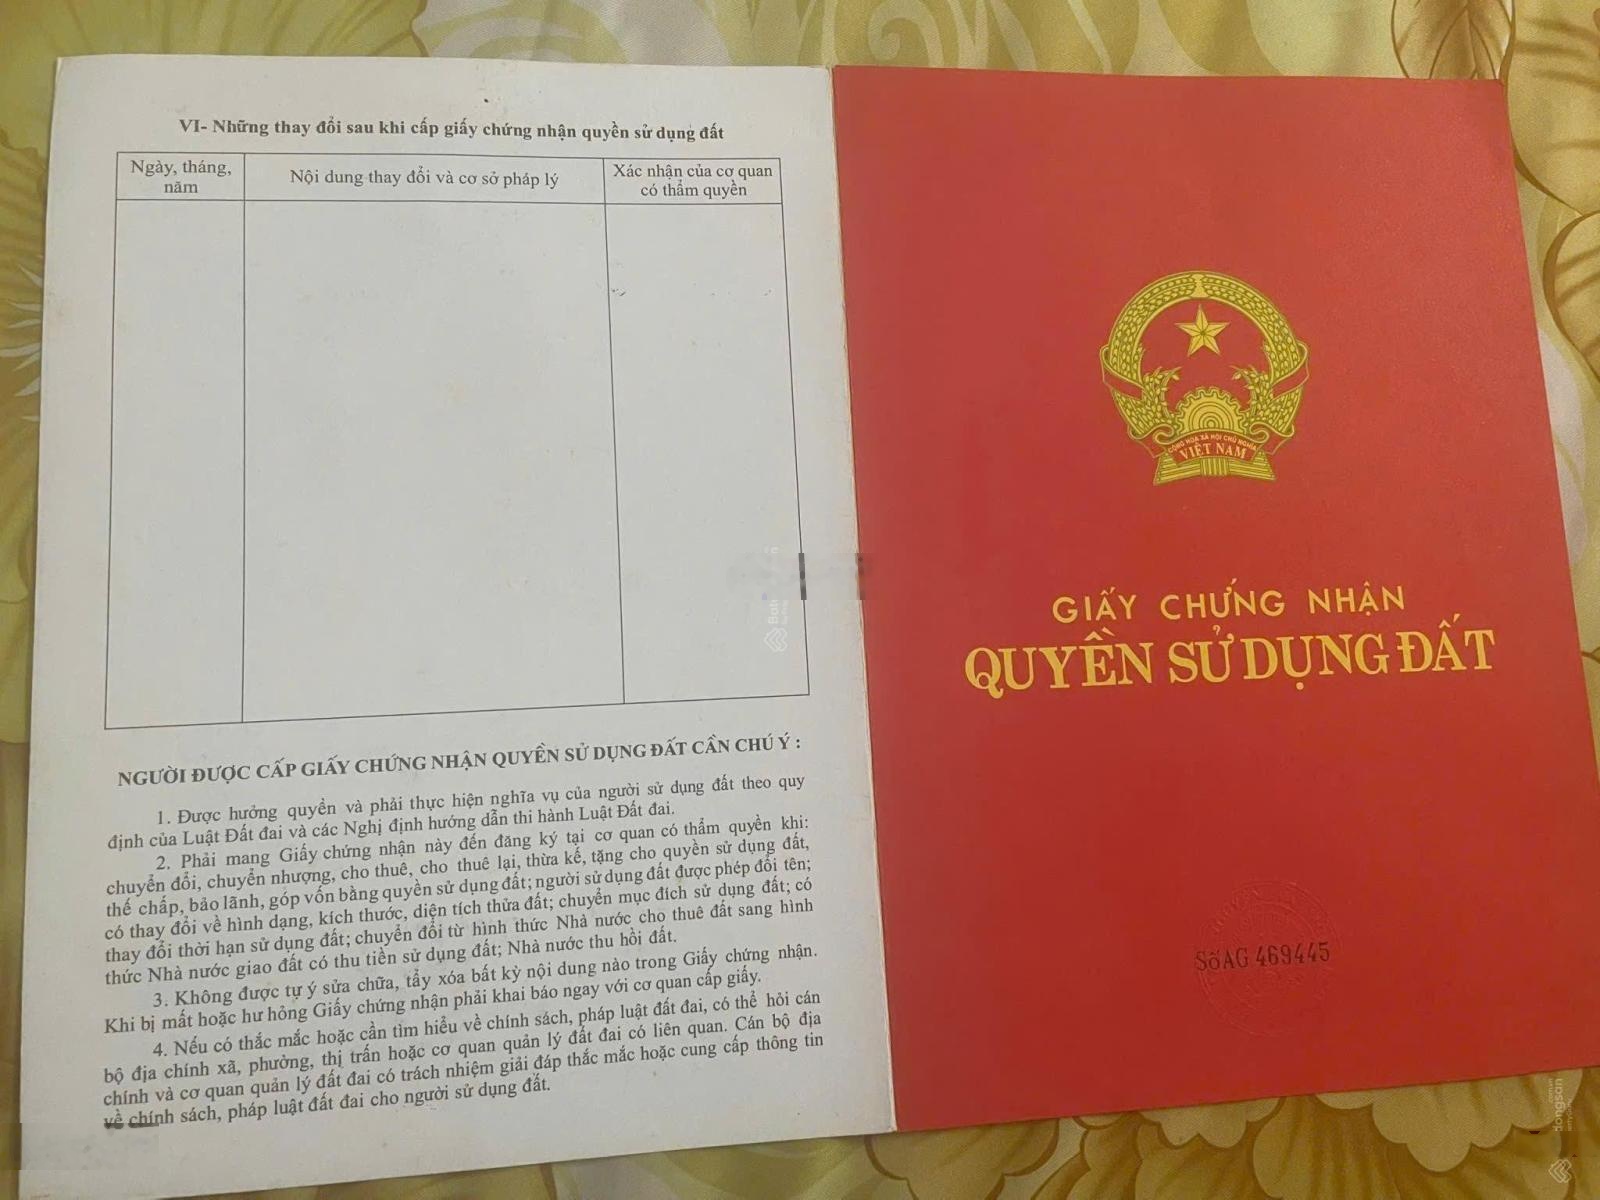 VI- Những thay đổi sau khi cấp giấy chứng nhận quyền sử dụng đất
Ngày, tháng,
năm
Nội dung thay đổi và cơ sở pháp lý
Xác nhận của cơ quan
có thẩm quyền
NGƯỜI ĐƯỢC CẤP GIẤY CHỨNG NHẬN QUYỀN SỬ DỤNG ĐẤT CẦN CHÚ Ý :
1. Được hưởng quyền và phải thực hiện nghĩa vụ của người sử dụng đất theo quy
định của Luật Đất đai và các Nghị định hướng dẫn thi hành Luật Đất đai.
2. Phải mang Giấy chứng nhận này đến đăng ký tại cơ quan có thẩm quyền khi:
chuyển đổi, chuyển nhượng, cho thuê, cho thuê lại, thừa kế, tặng cho quyền sử dụng đất,
thế chấp, bảo lãnh, góp vốn bằng quyền sử dụng đất; người sử dụng đất được phép đổi tên;
có thay đổi về hình dạng, kích thước, diện tích thửa đất; chuyển mục đích sử dụng đất; có
thay đổi thời hạn sử dụng đất; chuyển đổi từ hình thức Nhà nước cho thuê đất sang hình
thức Nhà nước giao đất có thu tiền sử dụng đất; Nhà nước thu hồi đất.
3. Không được tự ý sửa chữa, tẩy xóa bất kỳ nội dung nào trong Giấy chứng nhận.
Khi bị mất hoặc hư hỏng Giấy chứng nhận phải khai báo ngay với cơ quan cấp giấy.
4. Nếu có thắc mắc hoặc cần tìm hiểu về chính sách, pháp luật đất đai, có thể hỏi cán
bộ địa chính xã, phường, thị trấn hoặc cơ quan quản lý đất đai có liên quan. Cán bộ địa
chính và cơ quan quản lý đất đai có trách nhiệm giải đáp thắc mắc hoặc cung cấp thông tin
về chính sách, pháp luật đất đai cho người sử dụng đất.
CỘNG HÒA XÃ HỘI CHỦ NGHĨA
VIỆT NAM
GIẤY CHỨNG NHẬN
QUYỀN SỬ DỤNG ĐẤT
Số AG 469445